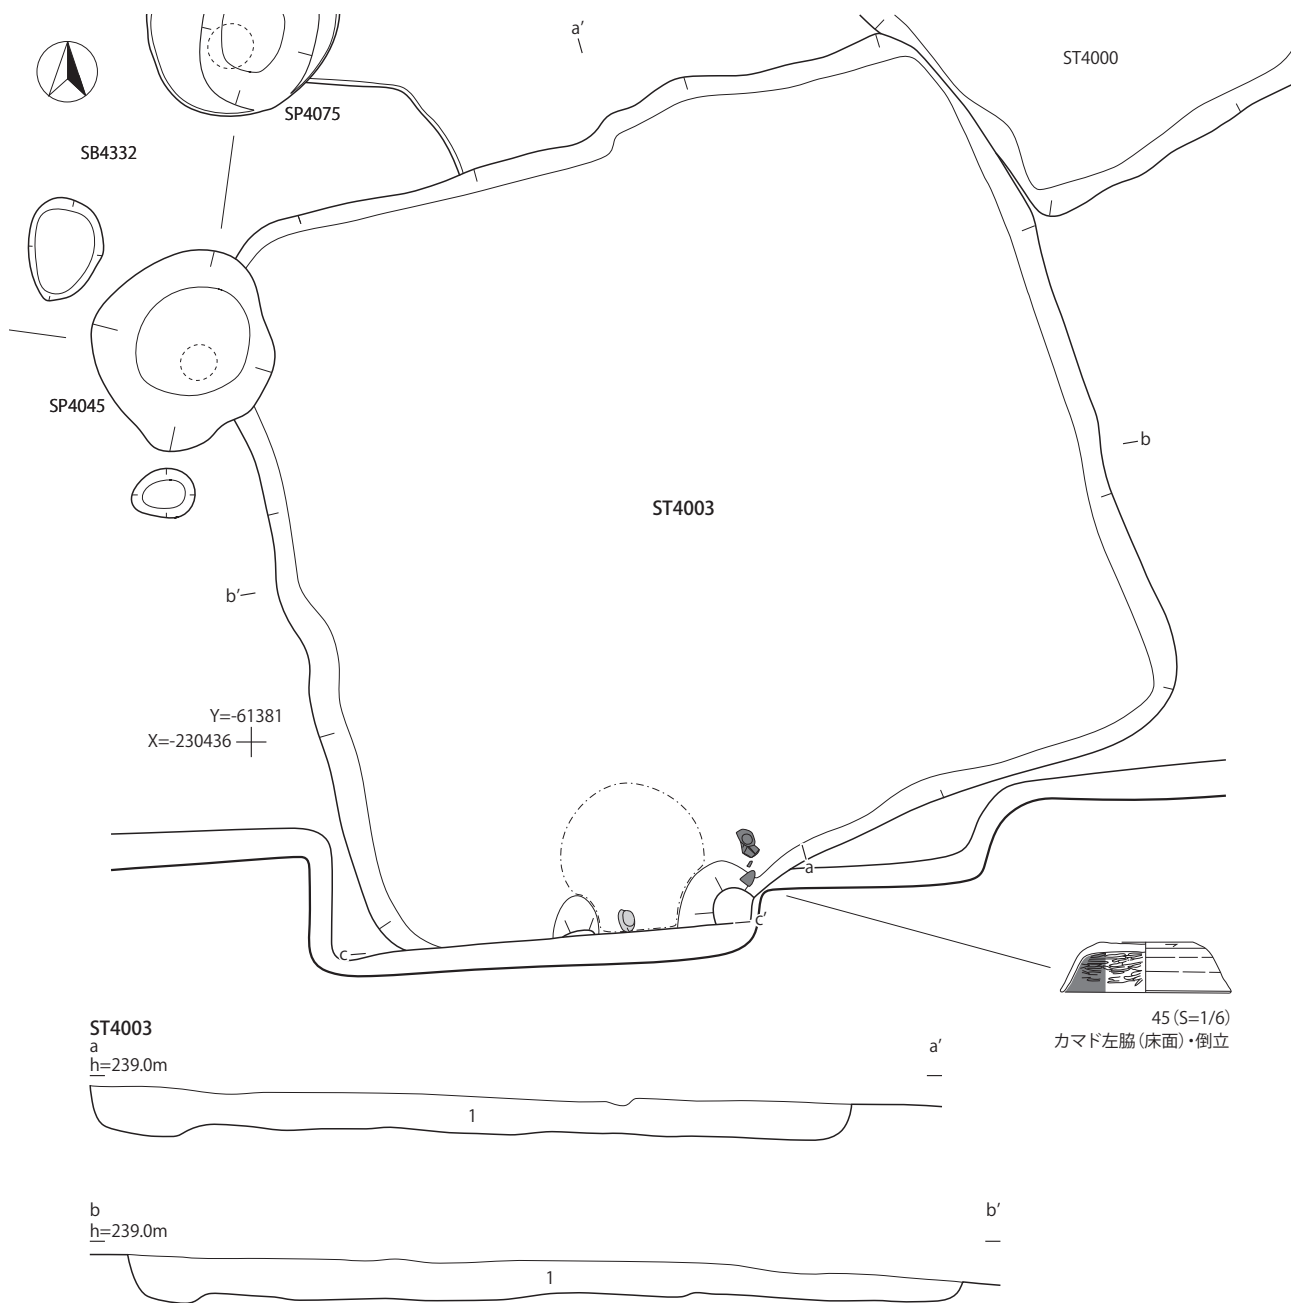 a’
ST4000
SP4075
SB4332
SP4045
b
ST4003
b’
Y=-61381
X=-230436
a
c’
c
45 (S=1/6)
カマド左脇（床面）・倒立
ST4003
a a’
h=239.0m
1
b b’
h=239.0m
1